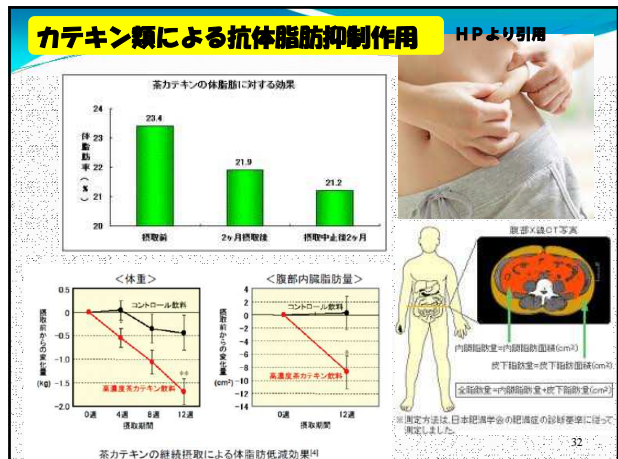 カテキン類による抗体脂肪抑制作用
HPより引用
茶カテキンの体脂肪に対する効果
体脂肪率(%)
24
23
22
21
20
23.4
21.9
21.2
摂取前
2ヶ月摂取後
摂取中止後2ヶ月
<体重>
摂取前からの変化量
(kg)
0.5
0
-0.5
-1.0
-1.5
-2.0
コントロール飲料
高濃度茶カテキン飲料
**
0週 4週 8週 12週
摂取期間
<腹部内臓脂肪量>
摂取前からの変化量
(cm²)
4
2
0
-2
-4
-6
-8
-10
-12
-14
コントロール飲料
高濃度茶カテキン飲料
*
0週 12週
摂取期間
茶カテキンの継続摂取による体脂肪低減効果[4]
腹部X線CT写真
内臓脂肪量=内臓脂肪面積(cm²)
皮下脂肪量=皮下脂肪面積(cm²)
全脂肪量=内臓脂肪量+皮下脂肪量(cm²)
※測定方法は、日本肥満学会の肥満症の診断基準に従って
測定しました。
32